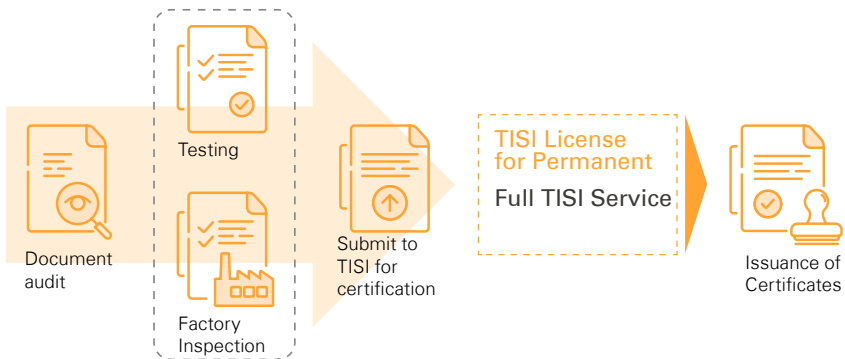 Document
audit
Testing
Factory
Inspection
Submit to
TISI for
certification
TISI License
for Permanent
Full TISI Service
Issuance of
Certificates